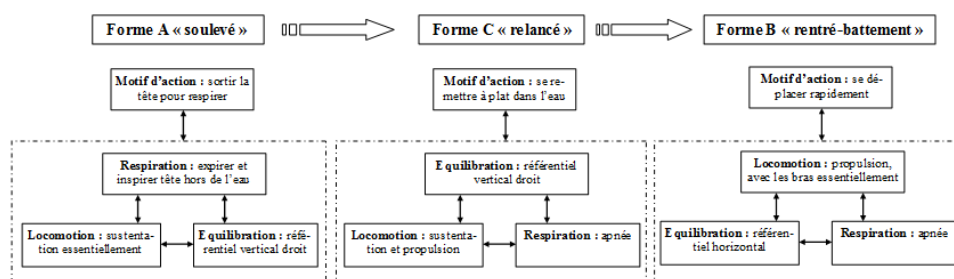 Forme A « soulevé »
Forme C « relancé »
Forme B « rentré-battement »
Motif d'action : sortir la
tête pour respirer
Motif d'action : se re-
mettre à plat dans l'eau
Motif d'action : se dé-
placer rapidement
Respiration : expirer et
inspirer tête hors de l'eau
Locomotion : sustenta-
tion essentiellement
Equilibration : réfé-
rentiel vertical droit
Equilibration : référentiel
vertical droit
Locomotion : sustentation
et propulsion
Respiration : apnée
Locomotion : propulsion,
avec les bras essentiellement
Equilibration : référen-
tiel horizontal
Respiration : apnée